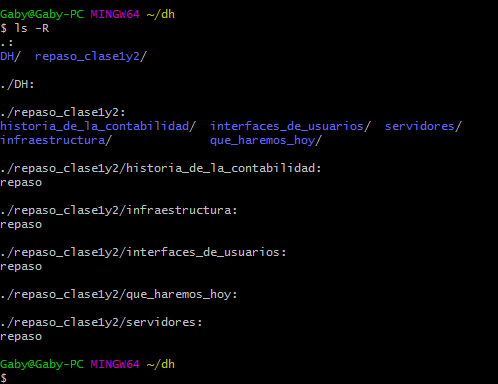 Gaby@Gaby-PC MINGW64 ~/dh
$ ls -R
.:
DH/  repaso_clase1y2/

./DH:

./repaso_clase1y2:
historia_de_la_contabilidad/  interfaces_de_usuarios/  servidores/
infraestructura/              que_haremos_hoy/

./repaso_clase1y2/historia_de_la_contabilidad:
repaso

./repaso_clase1y2/infraestructura:
repaso

./repaso_clase1y2/interfaces_de_usuarios:
repaso

./repaso_clase1y2/que_haremos_hoy:

./repaso_clase1y2/servidores:
repaso

Gaby@Gaby-PC MINGW64 ~/dh
$